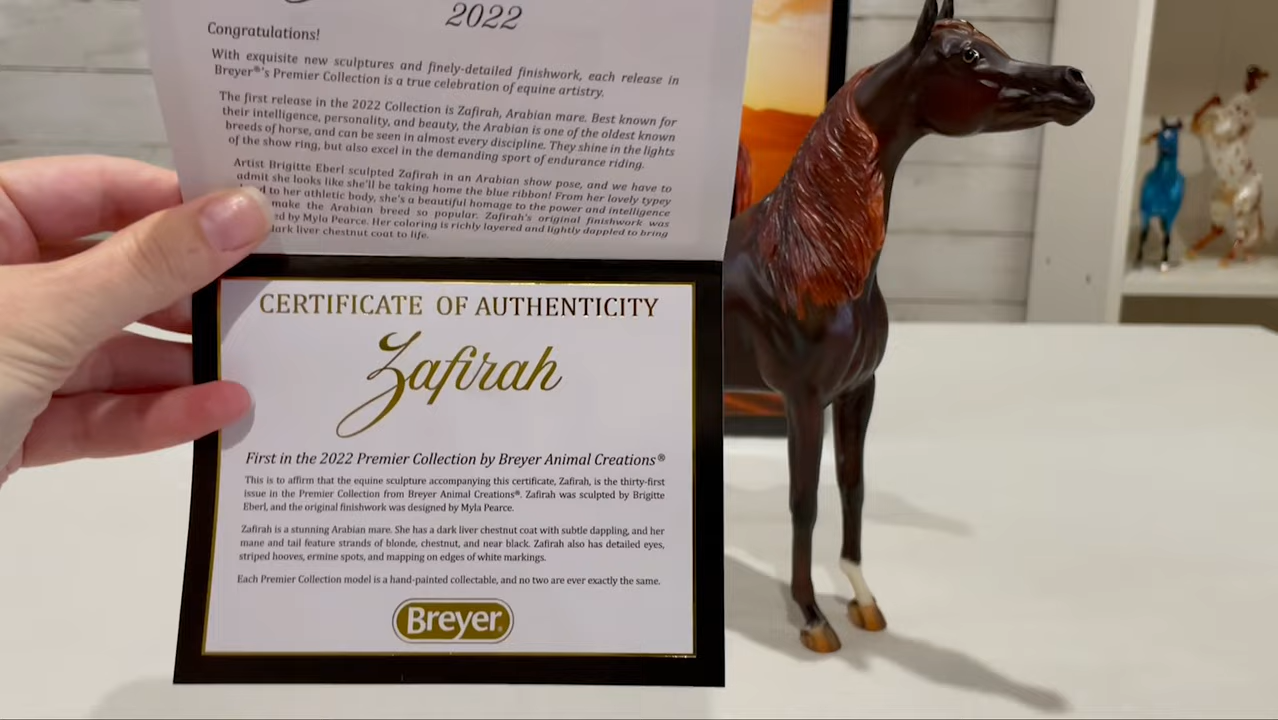 2022
Congratulations!
With exquisite new sculptures and finely-detailed finishwork, each release in
Breyer®'s Premier Collection is a true celebration of equine artistry.
The first release in the 2022 Collection is Zafirah, Arabian mare. Best known for
their intelligence, personality, and beauty, the Arabian is one of the oldest known
breeds of horse, and can be seen in almost every discipline. They shine in the lights
of the show ring, but also excel in the demanding sport of endurance riding.
Artist Brigitte Eberl sculpted Zafirah in an Arabian show pose, and we have to
admit she looks like she'll be taking home the blue ribbon! From her lovely typey
to her athletic body, she's a beautiful homage to the power and intelligence
make the Arabian breed so popular. Zafirah's original finishwork was
by Myla Pearce. Her coloring is richly layered and lightly dappled to bring
dark liver chestnut coat to life.
CERTIFICATE OF AUTHENTICITY
Zafirah
First in the 2022 Premier Collection by Breyer Animal Creations®
This is to affirm that the equine sculpture accompanying this certificate, Zafirah, is the thirty-first
issue in the Premier Collection from Breyer Animal Creations®. Zafirah was sculpted by Brigitte
Eberl, and the original finishwork was designed by Myla Pearce.
Zafirah is a stunning Arabian mare. She has a dark liver chestnut coat with subtle dappling, and her
mane and tail feature strands of blonde, chestnut, and near black. Zafirah also has detailed eyes,
striped hooves, ermine spots, and mapping on edges of white markings.
Each Premier Collection model is a hand-painted collectable, and no two are ever exactly the same.
Breyer®